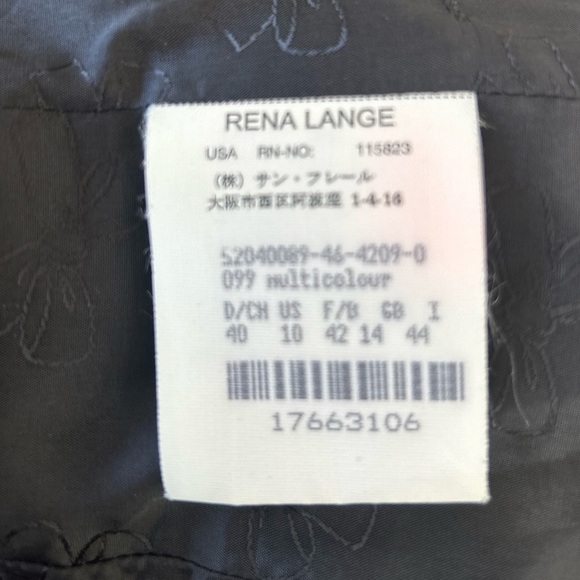 RENA LANGE
USA RN-NO: 115823
(株) サン・フレール
大阪市西区阿波座 1-4-16
52040089-46-4209-0
099 multicolour
D/CH US F/B GB I
40 10 42 14 44
17663106